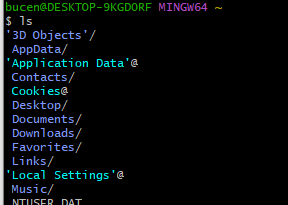 bucen@DESKTOP-9KGDORF MINGW64 ~
$ ls
'3D Objects'/
AppData/
'Application Data'@
Contacts/
Cookies@
Desktop/
Documents/
Downloads/
Favorites/
Links/
'Local Settings'@
Music/
NTUSER.DAT